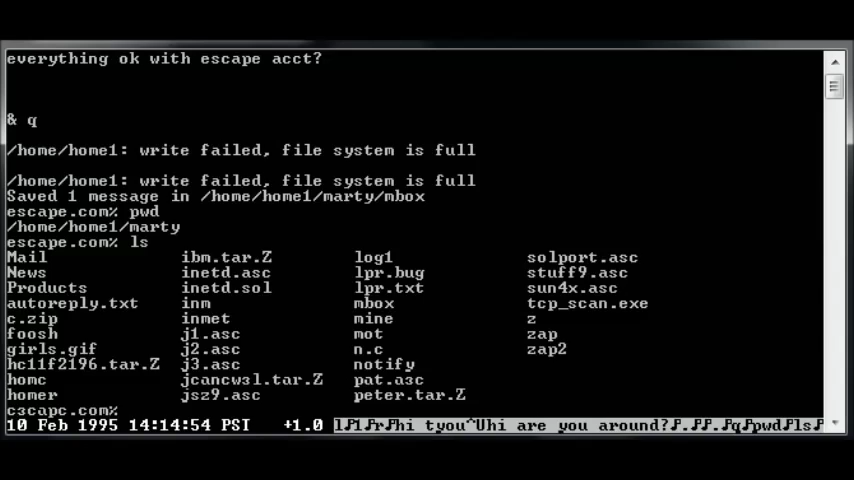 everything ok with escape acct?
& q
/home/home1: write failed, file system is full
/home/home1: write failed, file system is full
Saved 1 message in /home/home1/marty/mbox
escape.com% pwd
/home/home1/marty
escape.com% ls
Mail ibm.tar.Z log1 solport.asc
News inetd.asc lpr.bug stuff9.asc
Products inetd.sol lpr.txt sun4x.asc
autoreply.txt inm mbox tcp_scan.exe
c.zip inmet mine z
foosh j1.asc mot zap
girls.gif j2.asc n.c zap2
hc11f2196.tar.Z j3.asc notify
homc jcancw3l.tar.Z pat.a3c
homer jsz9.asc peter.tar.Z
c3capc.com%
10 Feb 1995 14:14:54 PSI +1.0 l♪1♪r♪hi tyou^Uhi are you around?♪.♪♪.♪q♪pwd♪ls♪